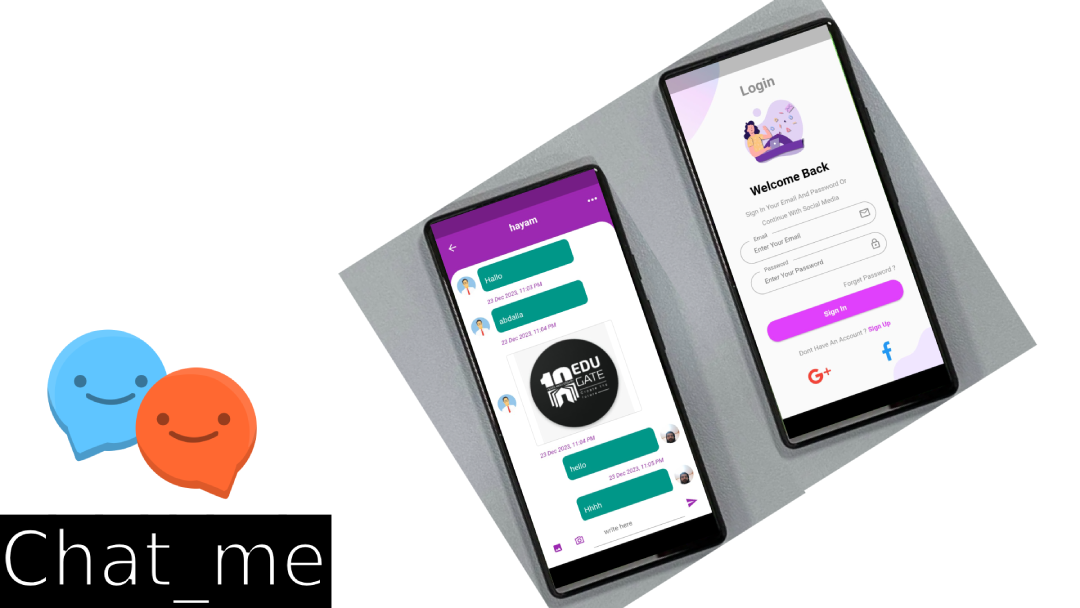 Chat_me
hayam
Hallo
23 Dec 2023, 11:03 PM
abdalla
23 Dec 2023, 11:04 PM
10 EDU
GATE
23 Dec 2023, 11:04 PM
hello
23 Dec 2023, 11:05 PM
Hhhh
write here
Login
Welcome Back
Sign In Your Email And Password Or
Continue With Social Media
Email
Enter Your Email
Password
Enter Your Password
Forget Password ?
Sign In
Dont Have An Account ? Sign Up
G+
f